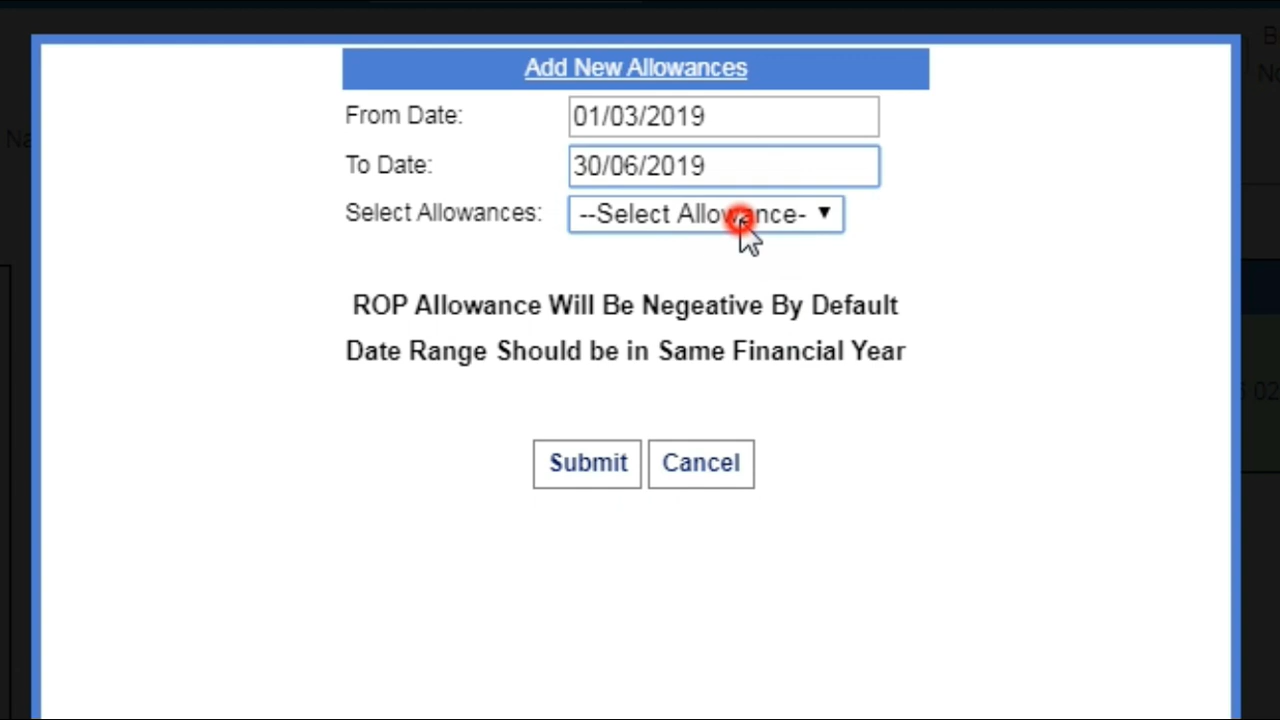 Add New Allowances
From Date: 01/03/2019
To Date: 30/06/2019
Select Allowances: --Select Allowance-
ROP Allowance Will Be Negeative By Default
Date Range Should be in Same Financial Year
Submit Cancel